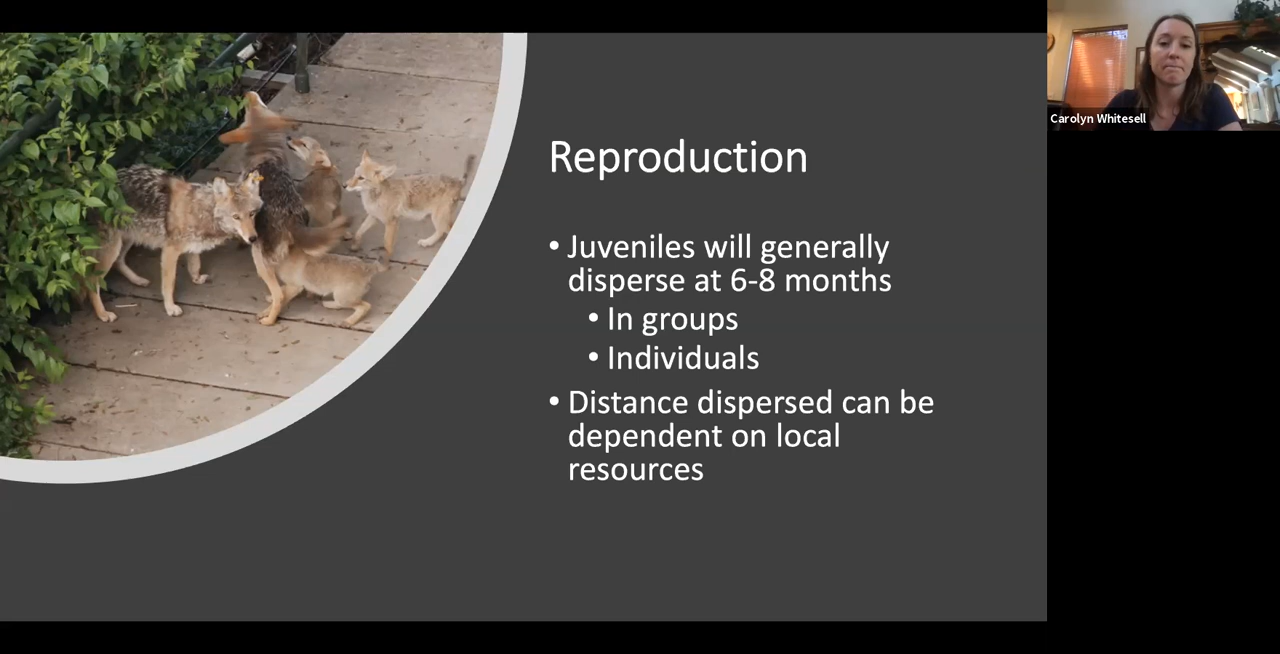 Carolyn Whitesell
Reproduction
• Juveniles will generally
disperse at 6-8 months
• In groups
• Individuals
• Distance dispersed can be
dependent on local
resources